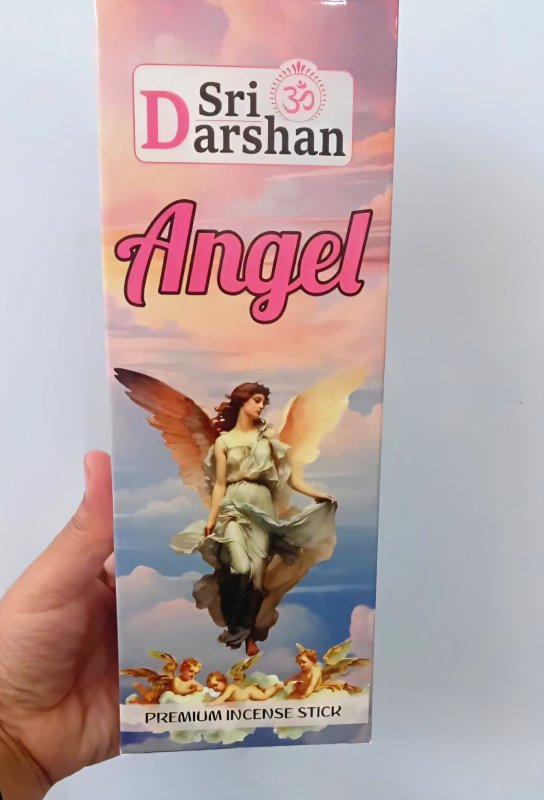 Sri ॐ
Darshan
Angel
PREMIUM INCENSE STICK